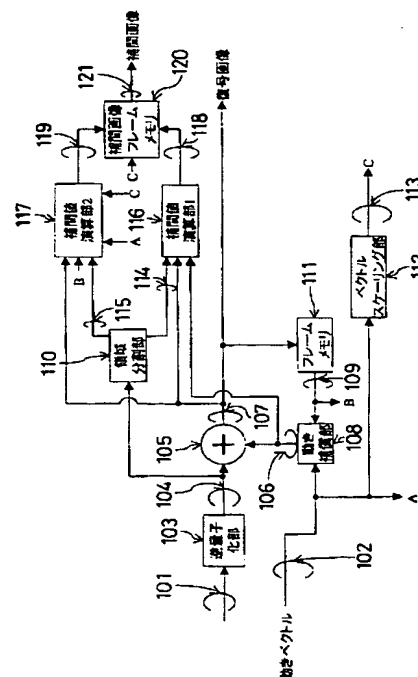 101
逆量子
化部
103
104
105
＋
106
107
動きベクトル
102
動き
補償部
108
109
B
フレーム
メモリ
111
A
ベクトル
スケーリング部
112
113
C
復号画像
領域
分割部
110
114
115
補間値
演算部1
116
118
補間値
演算部2
117
119
A
B
C
補間画像
フレーム
メモリ
120
C
121
補間画像